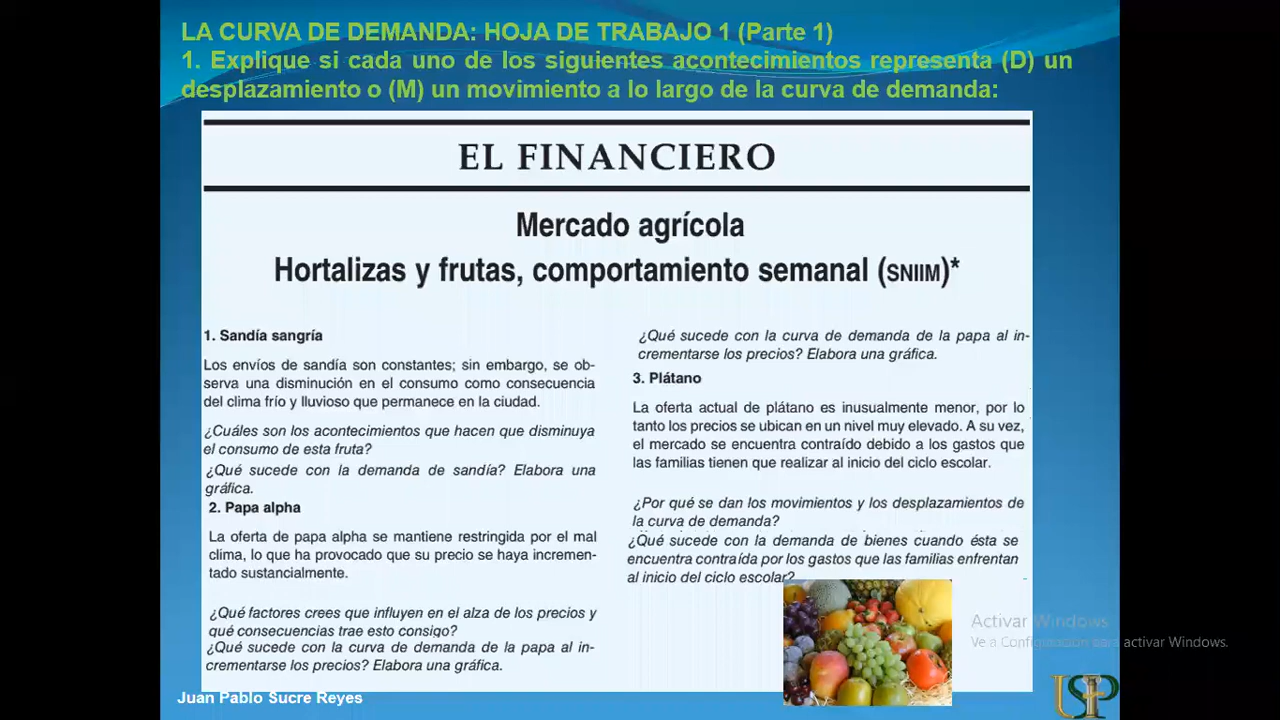 LA CURVA DE DEMANDA: HOJA DE TRABAJO 1 (Parte 1)
1. Explique si cada uno de los siguientes acontecimientos representa (D) un
desplazamiento o (M) un movimiento a lo largo de la curva de demanda:
EL FINANCIERO
Mercado agrícola
Hortalizas y frutas, comportamiento semanal (SNIIM)*
1. Sandía sangría
Los envíos de sandía son constantes; sin embargo, se ob-
serva una disminución en el consumo como consecuencia
del clima frío y lluvioso que permanece en la ciudad.
¿Cuáles son los acontecimientos que hacen que disminuya
el consumo de esta fruta?
¿Qué sucede con la demanda de sandía? Elabora una
gráfica.
2. Papa alpha
La oferta de papa alpha se mantiene restringida por el mal
clima, lo que ha provocado que su precio se haya incremen-
tado sustancialmente.
¿Qué factores crees que influyen en el alza de los precios y
qué consecuencias trae esto consigo?
¿Qué sucede con la curva de demanda de la papa al in-
crementarse los precios? Elabora una gráfica.
¿Qué sucede con la curva de demanda de la papa al in-
crementarse los precios? Elabora una gráfica.
3. Plátano
La oferta actual de plátano es inusualmente menor, por lo
tanto los precios se ubican en un nivel muy elevado. A su vez,
el mercado se encuentra contraído debido a los gastos que
las familias tienen que realizar al inicio del ciclo escolar.
¿Por qué se dan los movimientos y los desplazamientos de
la curva de demanda?
¿Qué sucede con la demanda de bienes cuando ésta se
encuentra contraída por los gastos que las familias enfrentan
al inicio del ciclo escolar?
Activar Windows
Ve a Configuración para activar Windows.
Juan Pablo Sucre Reyes
USP